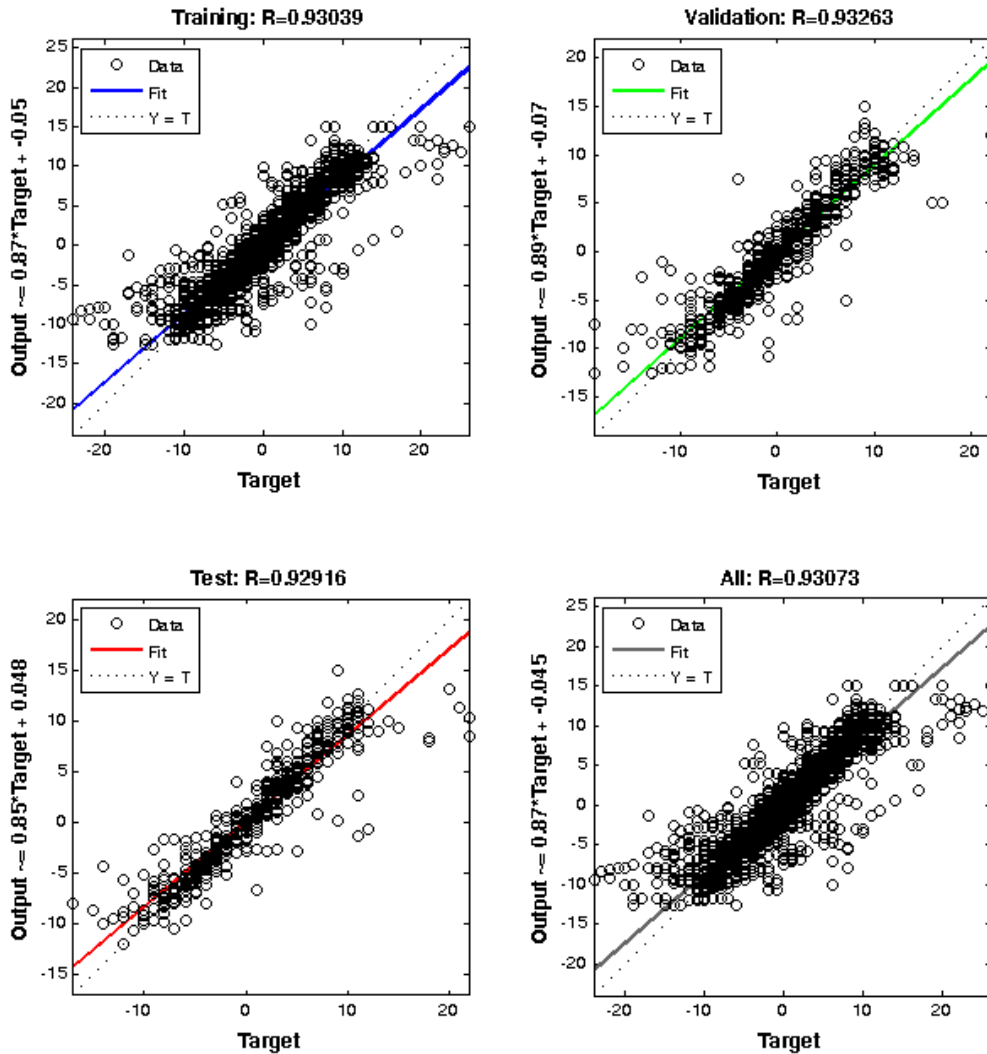 Training: R=0.93039
Data
Fit
Y = T
25
20
15
10
5
0
-5
-10
-15
-20
-20
-10
0
10
20
Target
Output ~= 0.87*Target + -0.05
Validation: R=0.93263
Data
Fit
Y = T
20
15
10
5
0
-5
-10
-15
-10
0
10
20
Target
Output ~= 0.89*Target + -0.07
Test: R=0.92916
Data
Fit
Y = T
20
15
10
5
0
-5
-10
-15
-10
0
10
20
Target
Output ~= 0.85*Target + 0.048
All: R=0.93073
Data
Fit
Y = T
25
20
15
10
5
0
-5
-10
-15
-20
-20
-10
0
10
20
Target
Output ~= 0.87*Target + -0.045